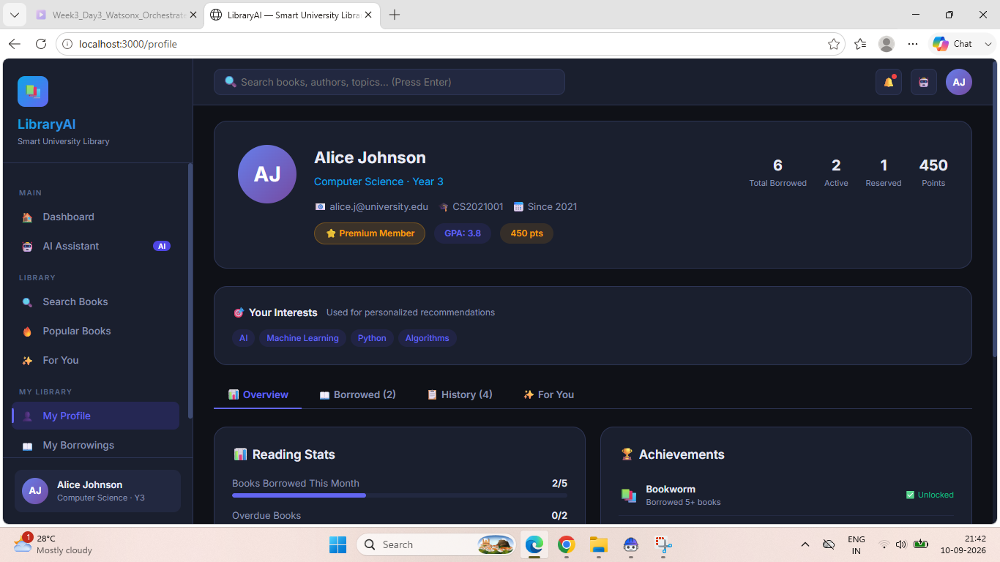 Week3_Day3_Watsonx_Orchestrate
LibraryAI — Smart University Libra
localhost:3000/profile
Chat
LibraryAI
Smart University Library
MAIN
Dashboard
AI Assistant AI
LIBRARY
Search Books
Popular Books
For You
MY LIBRARY
My Profile
My Borrowings
AJ
Alice Johnson
Computer Science · Y3
Search books, authors, topics... (Press Enter)
AJ
AJ
Alice Johnson
Computer Science · Year 3
alice.j@university.edu CS2021001 Since 2021
Premium Member GPA: 3.8 450 pts
6 2 1 450
Total Borrowed Active Reserved Points
Your Interests Used for personalized recommendations
AI Machine Learning Python Algorithms
Overview Borrowed (2) History (4) For You
Reading Stats
Books Borrowed This Month 2/5
Overdue Books 0/2
Achievements
Bookworm
Borrowed 5+ books
Unlocked
1
28°C
Mostly cloudy
Search
ENG
IN
21:42
10-09-2026